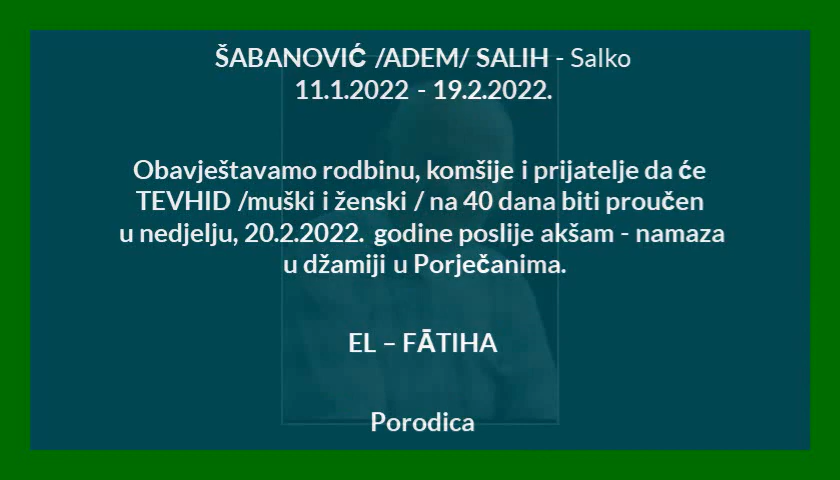 ŠABANOVIĆ /ADEM/ SALIH - Salko
11.1.2022 - 19.2.2022.
Obavještavamo rodbinu, komšije i prijatelje da će
TEVHID /muški i ženski / na 40 dana biti proučen
u nedjelju, 20.2.2022. godine poslije akšam - namaza
u džamiji u Porječanima.
EL – FĀTIHA
Porodica